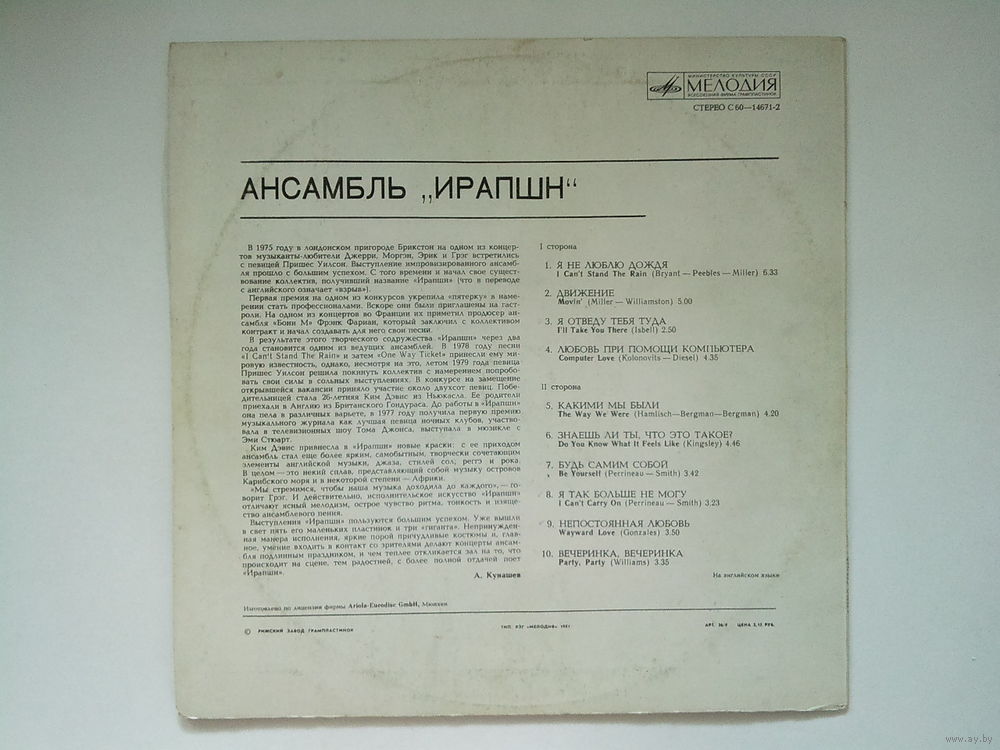 МИНИСТЕРСТВО КУЛЬТУРЫ СССР
МЕЛОДИЯ
ВСЕСОЮЗНАЯ ФИРМА ГРАМПЛАСТИНОК
СТЕРЕО С 60—14671-2
АНСАМБЛЬ „ИРАПШН“
В 1975 году в лондонском пригороде Брикстон на одном из концер-
тов музыканты-любители Джерри, Морган, Эрик и Грэг встретились
с певицей Пришес Уилсон. Выступление импровизированного ансамб-
ля прошло с большим успехом. С того времени и начал свое сущест-
вование коллектив, получивший название «Ирапшн» (что в переводе
с английского означает «взрыв»).
Первая премия на одном из конкурсов укрепила «пятерку» в наме-
рении стать профессионалами. Вскоре они были приглашены на гаст-
роли. На одном из концертов во Франции их приметил продюсер ан-
самбля «Бони М» Фрэнк Фариан, который заключил с коллективом
контракт и начал создавать для него свои песни.
В результате этого творческого содружества «Ирапшн» через два
года становится одним из ведущих ансамблей. В 1978 году песни
«I Can't Stand The Rain» и затем «One Way Ticket» принесли ему ми-
ровую известность, однако, несмотря на это, летом 1979 года певица
Пришес Уилсон решила покинуть коллектив с намерением попробо-
вать свои силы в сольных выступлениях. В конкурсе на замещение
открывшейся вакансии приняло участие около двухсот певиц. Побе-
дительницей стала 26-летняя Ким Дэвис из Ньюкасла. Ее родители
приехали в Англию из Британского Гондураса. До работы в «Ирапшн»
она пела в различных варьете, в 1977 году получила первую премию
музыкального журнала как лучшая певица ночных клубов, участво-
вала в телевизионных шоу Тома Джонса, выступала в мюзикле с
Эми Стюарт.
Ким Дэвис привнесла в «Ирапшн» новые краски: с ее приходом
ансамбль стал еще более ярким, самобытным, творчески сочетающим
элементы английской музыки, джаза, стилей сол, реггэ и рока.
В целом — это некий сплав, представляющий собой музыку островов
Карибского моря и в некоторой степени — Африки.
«Мы стремимся, чтобы наша музыка доходила до каждого», — го-
ворит Грэг. И действительно, исполнительское искусство «Ирапшн»
отличают ясный мелодизм, острое чувство ритма, тонкость и изяще-
ство ансамблевого пения.
Выступления «Ирапшн» пользуются большим успехом. Уже вышли
в свет пять его маленьких пластинок и три «гиганта». Непринужден-
ная манера исполнения, яркие порой причудливые костюмы и, глав-
ное, умение входить в контакт со зрителями делают концерты ансамб-
ля подлинным праздником, и чем теплее откликается зал на то, что
происходит на сцене, тем радостней, с более полной отдачей поет
«Ирапшн».
А. Кунашев
I сторона
1. Я НЕ ЛЮБЛЮ ДОЖДЯ
I Can't Stand The Rain (Bryant — Peebles — Miller) 6.33
2. ДВИЖЕНИЕ
Movin' (Miller — Williamston) 5.00
3. Я ОТВЕДУ ТЕБЯ ТУДА
I'll Take You There (Isbell) 2.50
4. ЛЮБОВЬ ПРИ ПОМОЩИ КОМПЬЮТЕРА
Computer Love (Kolonovits — Diesel) 4.35
II сторона
5. КАКИМИ МЫ БЫЛИ
The Way We Were (Hamlisch—Bergman—Bergman) 4.20
6. ЗНАЕШЬ ЛИ ТЫ, ЧТО ЭТО ТАКОЕ?
Do You Know What It Feels Like (Kingsley) 4.46
7. БУДЬ САМИМ СОБОЙ
Be Yourself (Perrineau — Smith) 3.42
8. Я ТАК БОЛЬШЕ НЕ МОГУ
I Can't Carry On (Perrineau — Smith) 3.23
9. НЕПОСТОЯННАЯ ЛЮБОВЬ
Wayward Love (Gonzales) 3.50
10. ВЕЧЕРИНКА, ВЕЧЕРИНКА
Party, Party (Williams) 3.35
На английском языке
Изготовлено по лицензии фирмы Ariola-Eurodisc GmbH, Мюнхен
© РИЖСКИЙ ЗАВОД ГРАМПЛАСТИНОК
ТИП. РЗГ «МЕЛОДИЯ» 1981
АРТ. ЦЕНА РУБ.
www.ay.by